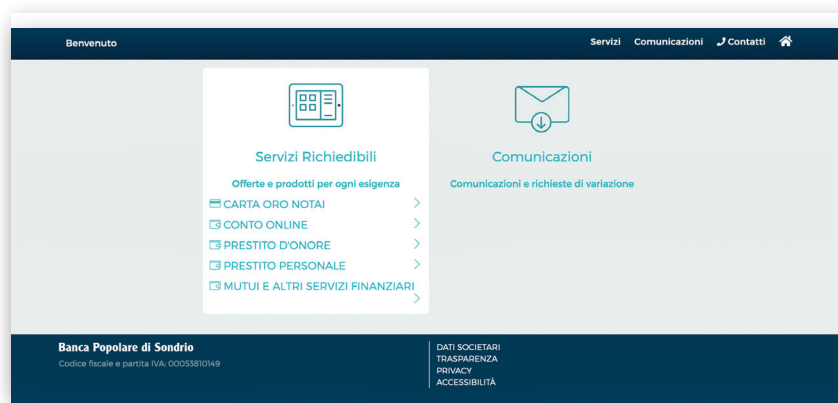 Benvenuto
Servizi Comunicazioni Contatti
Servizi Richiedibili
Offerte e prodotti per ogni esigenza
CARTA ORO NOTAI
CONTO ONLINE
PRESTITO D'ONORE
PRESTITO PERSONALE
MUTUI E ALTRI SERVIZI FINANZIARI
Comunicazioni
Comunicazioni e richieste di variazione
Banca Popolare di Sondrio
Codice fiscale e partita IVA: 00053810149
DATI SOCIETARI
TRASPARENZA
PRIVACY
ACCESSIBILITÀ